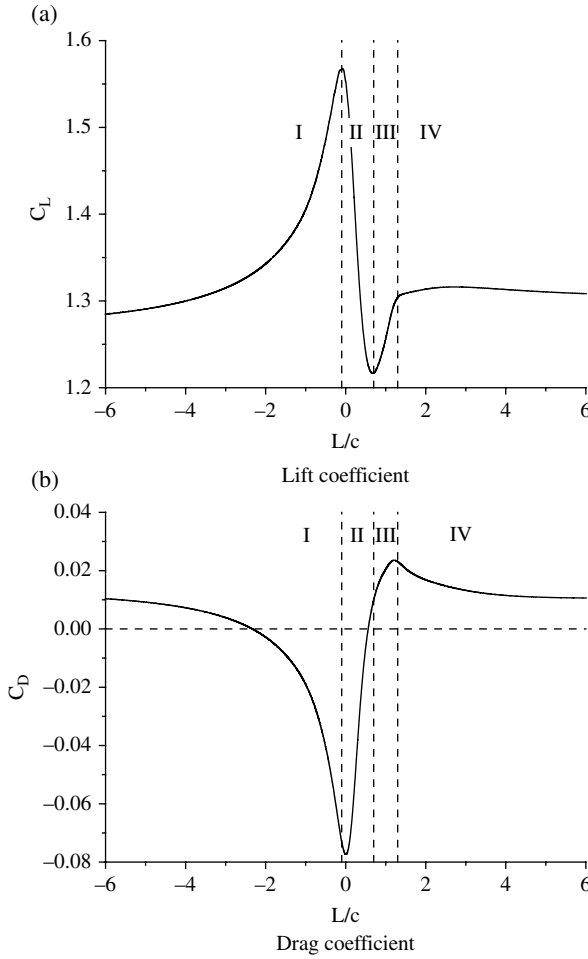 (a)
1.6
1.5
1.4
1.3
1.2
C_L
I
II
III
IV
–6
–4
–2
0
2
4
6
L/c
Lift coefficient
(b)
0.04
0.02
0.00
–0.02
–0.04
–0.06
–0.08
C_D
I
II
III
IV
–6
–4
–2
0
2
4
6
L/c
Drag coefficient